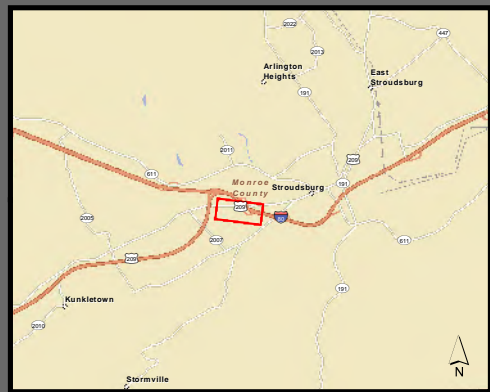 2022
447
2013
Arlington
Heights
East
Stroudsburg
191
2011
209
611
Monroe
County
Stroudsburg
191
209
80
2005
2007
611
209
191
Kunkletown
2010
Stormville
N